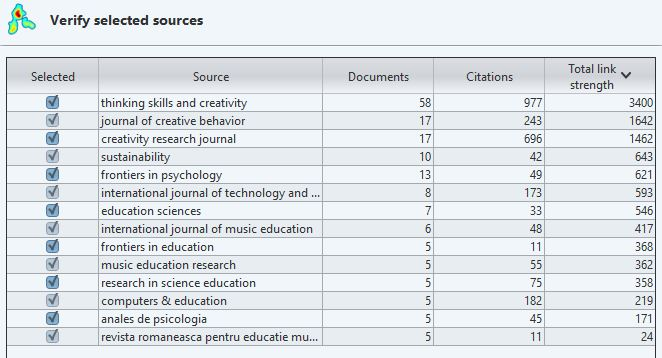 Verify selected sources
Selected Source Documents Citations Total link strength
thinking skills and creativity 58 977 3400
journal of creative behavior 17 243 1642
creativity research journal 17 696 1462
sustainability 10 42 643
frontiers in psychology 13 49 621
international journal of technology and ... 8 173 593
education sciences 7 33 546
international journal of music education 6 48 417
frontiers in education 5 11 368
music education research 5 55 362
research in science education 5 75 358
computers & education 5 182 219
anales de psicologia 5 45 171
revista romaneasca pentru educatie mu... 5 11 24